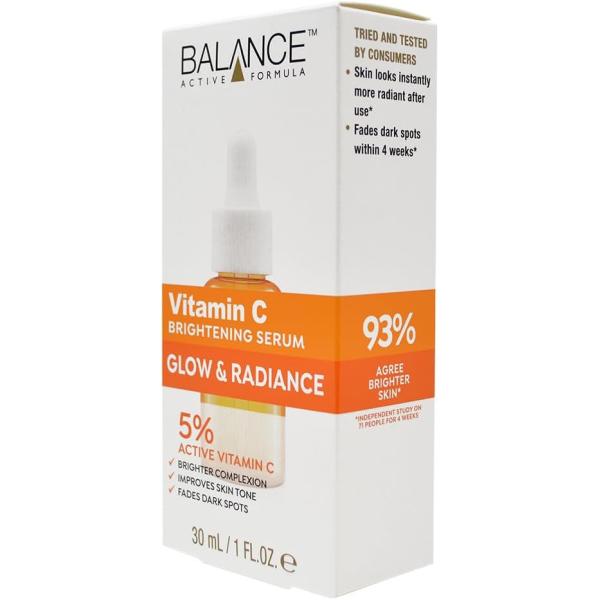 BALANCE™
ACTIVE FORMULA
Vitamin C
BRIGHTENING SERUM
GLOW & RADIANCE
5%
ACTIVE VITAMIN C
✓ BRIGHTER COMPLEXION
✓ IMPROVES SKIN TONE
✓ FADES DARK SPOTS
30 mL / 1 FL.OZ. ℮
TRIED AND TESTED
BY CONSUMERS
• Skin looks instantly
more radiant after
use*
• Fades dark spots
within 4 weeks*
93%
AGREE
BRIGHTER
SKIN*
*INDEPENDENT STUDY ON
71 PEOPLE FOR 4 WEEKS